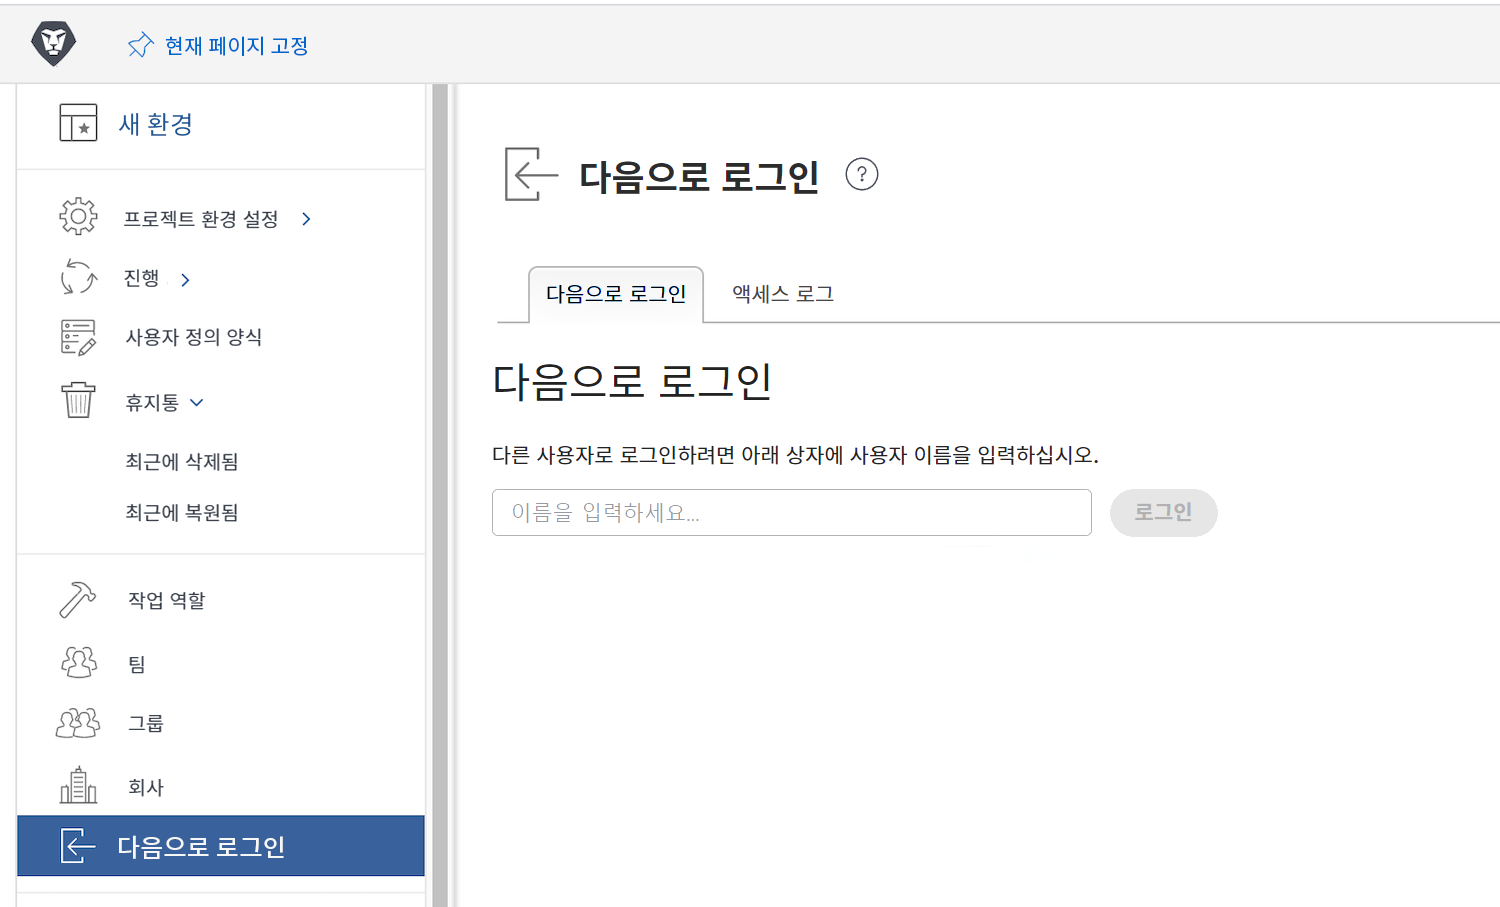 현재 페이지 고정
새 환경
프로젝트 환경 설정
진행
사용자 정의 양식
휴지통
최근에 삭제됨
최근에 복원됨
작업 역할
팀
그룹
회사
다음으로 로그인
다음으로 로그인 ?
다음으로 로그인 액세스 로그
다음으로 로그인
다른 사용자로 로그인하려면 아래 상자에 사용자 이름을 입력하십시오.
이름을 입력하세요... 로그인